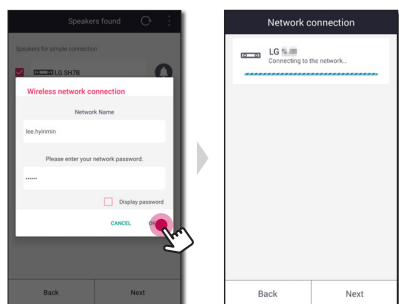 Speakers found
Speakers for simple connection
LG SH7B
Wireless network connection
Network Name
lee.hyinmin
Please enter your network password.
••••••
Display password
CANCEL
Back
Next
Network connection
LG
Connecting to the network...
Back
Next